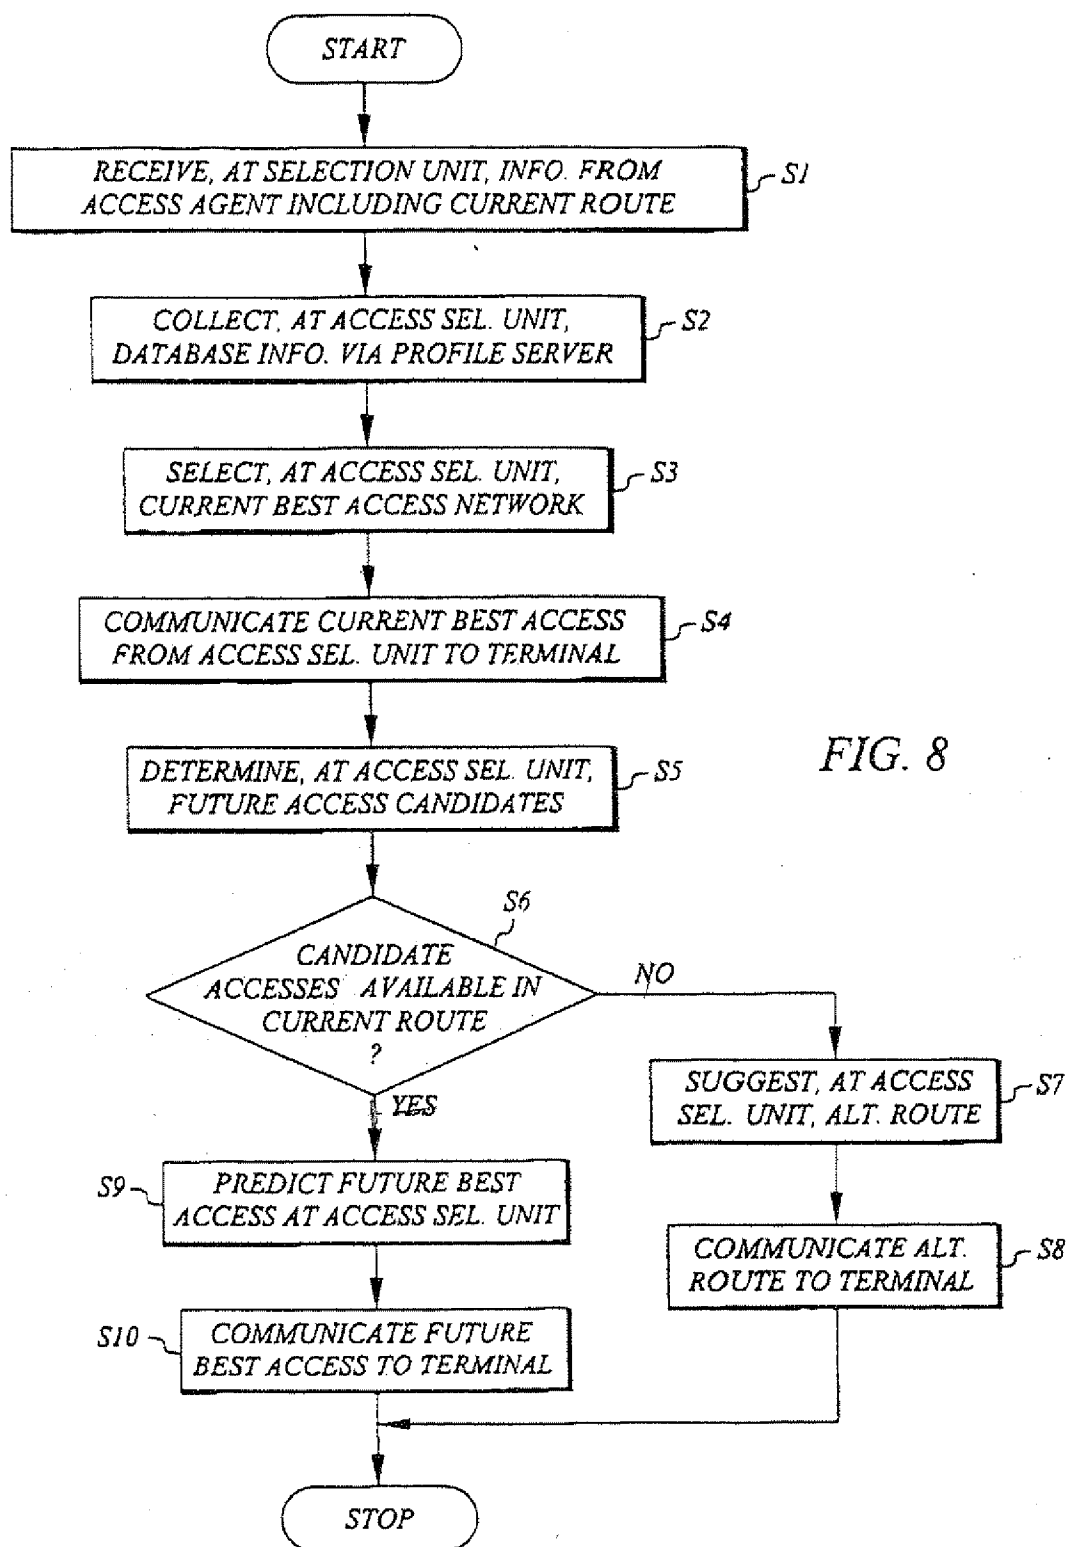 START
RECEIVE, AT SELECTION UNIT, INFO. FROM
ACCESS AGENT INCLUDING CURRENT ROUTE
S1
COLLECT, AT ACCESS SEL. UNIT,
DATABASE INFO. VIA PROFILE SERVER
S2
SELECT, AT ACCESS SEL. UNIT,
CURRENT BEST ACCESS NETWORK
S3
COMMUNICATE CURRENT BEST ACCESS
FROM ACCESS SEL. UNIT TO TERMINAL
S4
DETERMINE, AT ACCESS SEL. UNIT,
FUTURE ACCESS CANDIDATES
S5
FIG. 8
S6
CANDIDATE
ACCESSES AVAILABLE IN
CURRENT ROUTE
?
NO
YES
SUGGEST, AT ACCESS
SEL. UNIT, ALT. ROUTE
S7
S9
PREDICT FUTURE BEST
ACCESS AT ACCESS SEL. UNIT
COMMUNICATE ALT.
ROUTE TO TERMINAL
S8
S10
COMMUNICATE FUTURE
BEST ACCESS TO TERMINAL
STOP